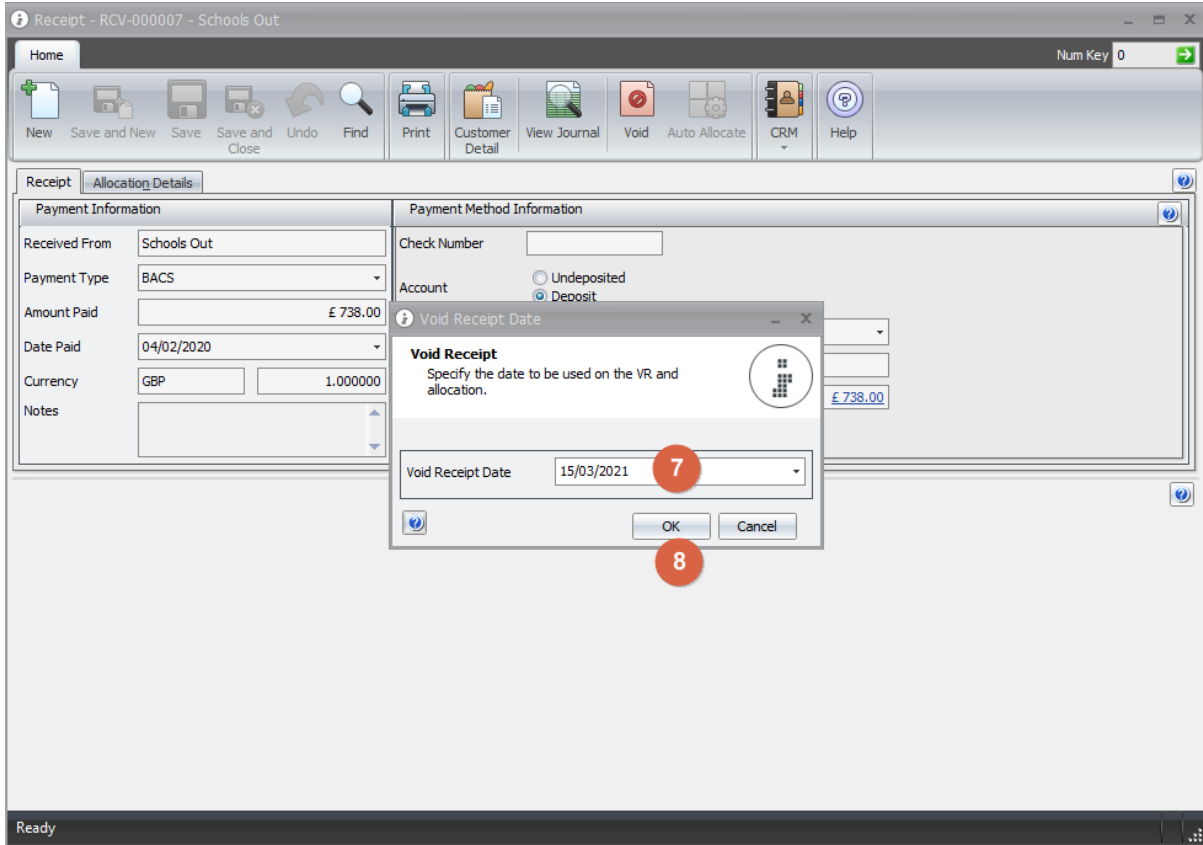 Receipt - RCV-000007 - Schools Out
Home
Num Key 0
New
Save and New
Save
Save and Close
Undo
Find
Print
Customer Detail
View Journal
Void
Auto Allocate
CRM
Help
Receipt
Allocation Details
Payment Information
Payment Method Information
Received From Schools Out
Check Number
Payment Type BACS
Account
Undeposited
Deposit
Amount Paid £ 738.00
Date Paid 04/02/2020
Currency GBP 1.000000
£ 738.00
Notes
Void Receipt Date
Void Receipt
Specify the date to be used on the VR and
allocation.
Void Receipt Date 15/03/2021
7
OK
Cancel
8
Ready